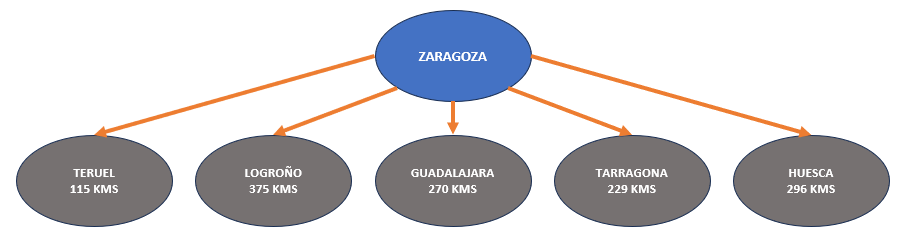 ZARAGOZA
TERUEL
115 KMS
LOGROÑO
375 KMS
GUADALAJARA
270 KMS
TARRAGONA
229 KMS
HUESCA
296 KMS